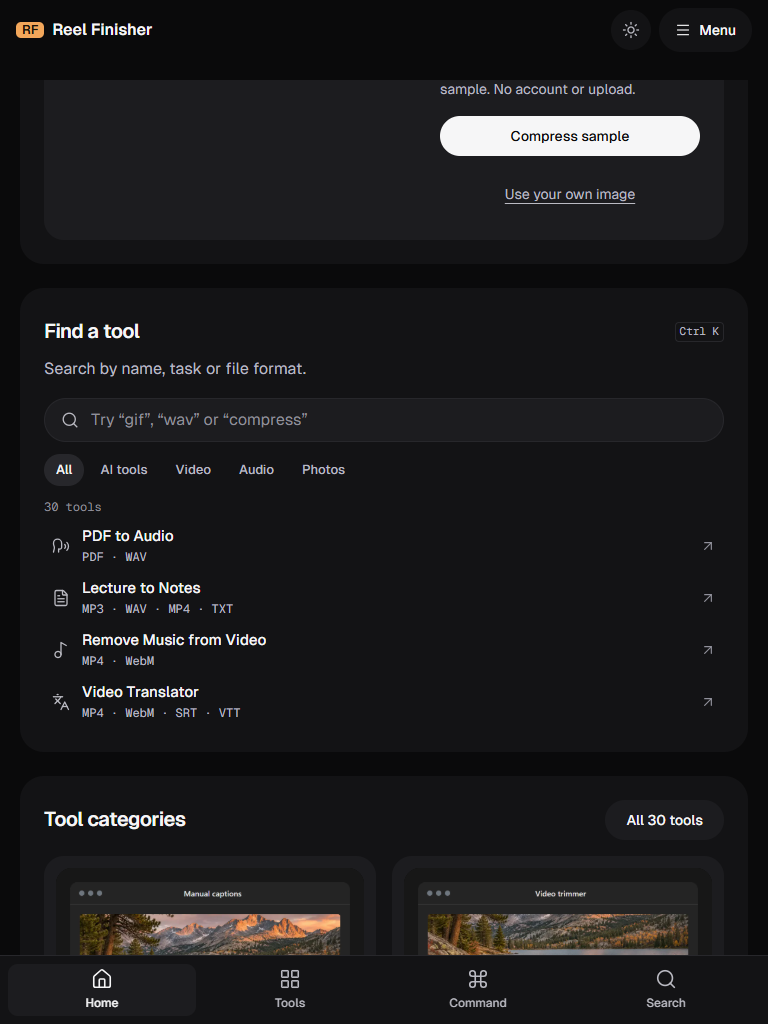 RF Reel Finisher
Menu
sample. No account or upload.
Compress sample
Use your own image
Find a tool
Ctrl K
Search by name, task or file format.
Try “gif”, “wav” or “compress”
All AI tools Video Audio Photos
30 tools
PDF to Audio
PDF · WAV
Lecture to Notes
MP3 · WAV · MP4 · TXT
Remove Music from Video
MP4 · WebM
Video Translator
MP4 · WebM · SRT · VTT
Tool categories
All 30 tools
Manual captions
Video trimmer
Home Tools Command Search